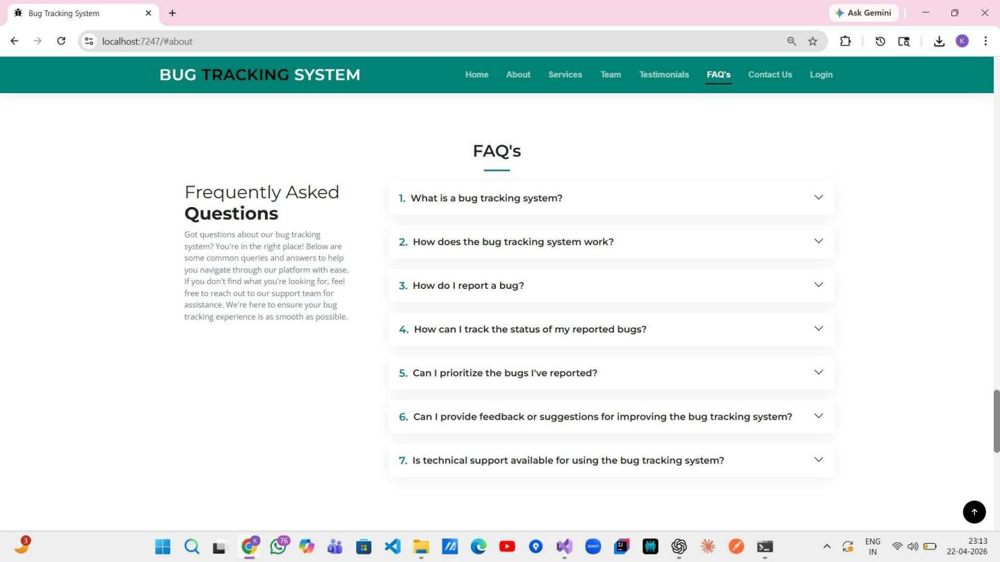 Bug Tracking System
Ask Gemini
localhost:7247/#about
K
BUG TRACKING SYSTEM
Home About Services Team Testimonials FAQ's Contact Us Login
FAQ's
Frequently Asked
Questions
Got questions about our bug tracking
system? You're in the right place! Below are
some common queries and answers to help
you navigate through our platform with ease.
If you don't find what you're looking for, feel
free to reach out to our support team for
assistance. We're here to ensure your bug
tracking experience is as smooth as possible.
1. What is a bug tracking system?
2. How does the bug tracking system work?
3. How do I report a bug?
4. How can I track the status of my reported bugs?
5. Can I prioritize the bugs I've reported?
6. Can I provide feedback or suggestions for improving the bug tracking system?
7. Is technical support available for using the bug tracking system?
3
K
76
zoom
IJ
ENG
IN
23:13
22-04-2026